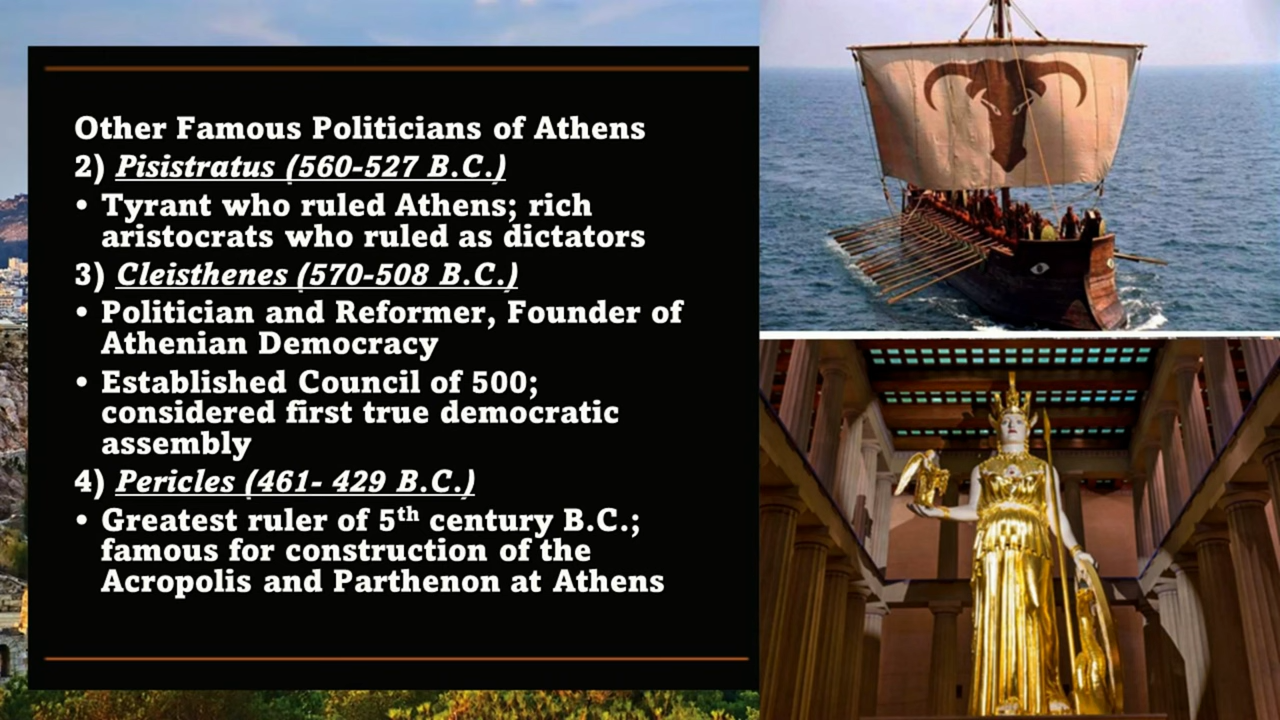 Other Famous Politicians of Athens
2) Pisistratus (560-527 B.C.)
• Tyrant who ruled Athens; rich
aristocrats who ruled as dictators
3) Cleisthenes (570-508 B.C.)
• Politician and Reformer, Founder of
Athenian Democracy
• Established Council of 500;
considered first true democratic
assembly
4) Pericles (461- 429 B.C.)
• Greatest ruler of 5th century B.C.;
famous for construction of the
Acropolis and Parthenon at Athens